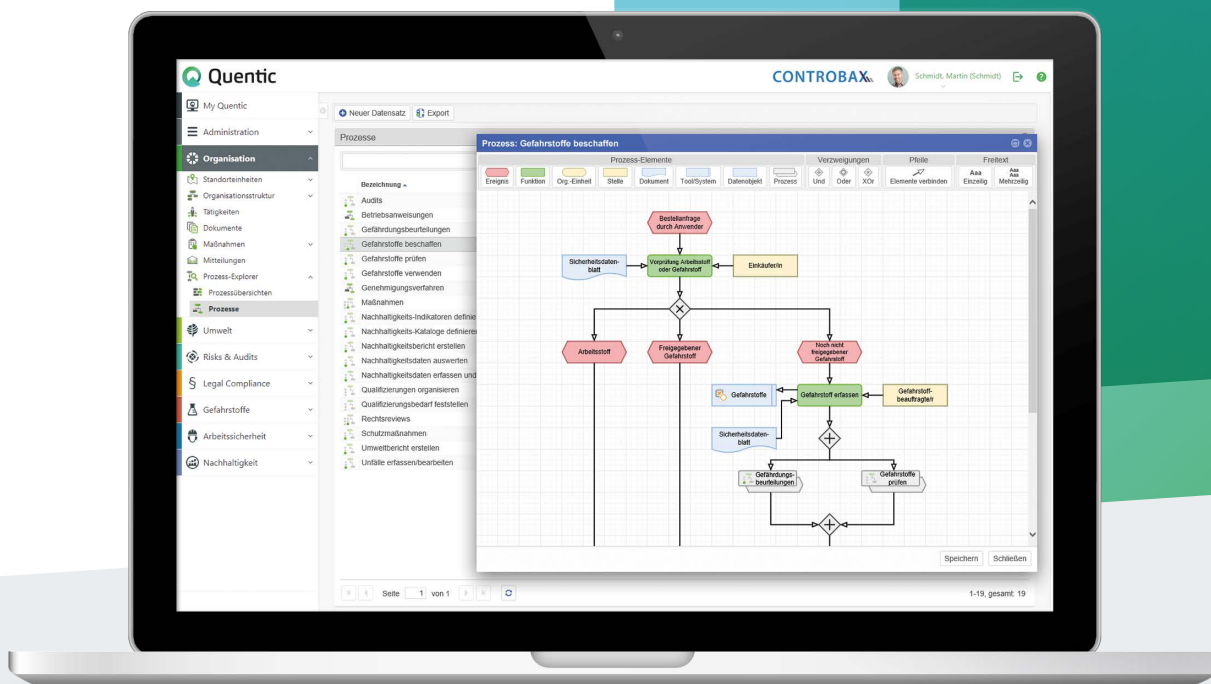 Quentic
CONTROBAX
Schmidt, Martin (Schmidt)
My Quentic
Administration
Organisation
Standorteinheiten
Organisationsstruktur
Tätigkeiten
Dokumente
Maßnahmen
Mitteilungen
Prozess-Explorer
Prozessübersichten
Prozesse
Umwelt
Risks & Audits
Legal Compliance
Gefahrstoffe
Arbeitssicherheit
Nachhaltigkeit
Neuer Datensatz
Export
Prozesse
Bezeichnung
Audits
Betriebsanweisungen
Gefährdungsbeurteilungen
Gefahrstoffe beschaffen
Gefahrstoffe prüfen
Gefahrstoffe verwenden
Genehmigungsverfahren
Maßnahmen
Nachhaltigkeits-Indikatoren definie
Nachhaltigkeits-Kataloge definieren
Nachhaltigkeitsbericht erstellen
Nachhaltigkeitsdaten auswerten
Nachhaltigkeitsdaten erfassen und
Qualifizierungen organisieren
Qualifizierungsbedarf feststellen
Rechtsreviews
Schutzmaßnahmen
Umweltbericht erstellen
Unfälle erfassen/bearbeiten
Prozess: Gefahrstoffe beschaffen
Prozess-Elemente
Verzweigungen
Pfeile
Freitext
Ereignis
Funktion
Org.-Einheit
Stelle
Dokument
Tool/System
Datenobjekt
Prozess
Und
Oder
XOr
Elemente verbinden
Aaa
Einzeilig
Aaa
Aaa
Mehrzeilig
Bestellanfrage
durch Anwender
Sicherheitsdaten-
blatt
Vorprüfung Arbeitsstoff
oder Gefahrstoff
Einkäufer/in
Arbeitsstoff
Freigegebener
Gefahrstoff
Noch nicht
freigegebener
Gefahrstoff
Gefahrstoffe
Gefahrstoff erfassen
Gefahrstoff-
beauftragte/r
Sicherheitsdaten-
blatt
Gefährdungs-
beurteilungen
Gefahrstoffe
prüfen
Speichern
Schließen
Seite 1 von 1
1-19, gesamt: 19